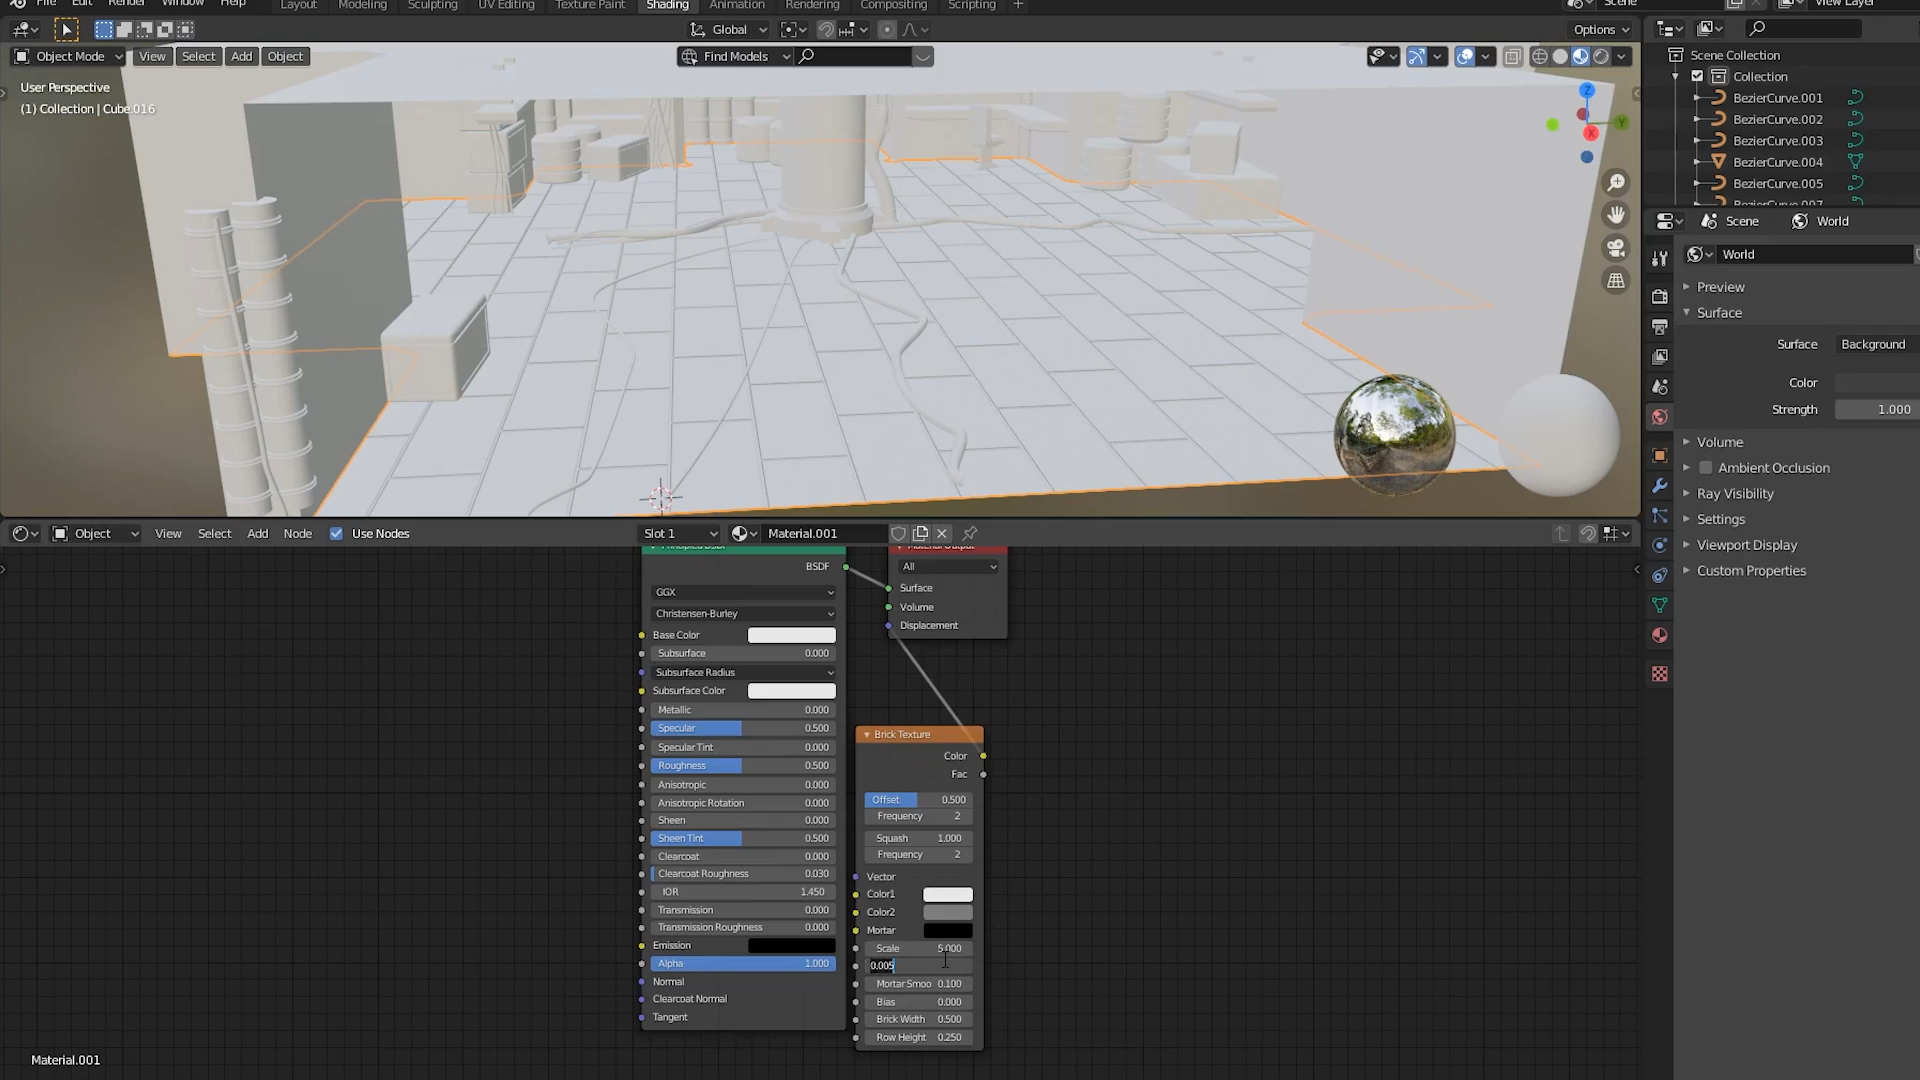 File Edit Render Window Help Layout Modeling Sculpting UV Editing Texture Paint Shading Animation Rendering Compositing Scripting + Scene View Layer
Global Options
Object Mode View Select Add Object Find Models
User Perspective
(1) Collection | Cube.016
Z
Y
X
Scene Collection
Collection
BezierCurve.001
BezierCurve.002
BezierCurve.003
BezierCurve.004
BezierCurve.005
BezierCurve.007
Scene World
World
Preview
Surface
Surface Background
Color
Strength 1.000
Volume
Ambient Occlusion
Ray Visibility
Settings
Viewport Display
Custom Properties
Object View Select Add Node Use Nodes Slot 1 Material.001
Principled BSDF
BSDF
GGX
Christensen-Burley
Base Color
Subsurface 0.000
Subsurface Radius
Subsurface Color
Metallic 0.000
Specular 0.500
Specular Tint 0.000
Roughness 0.500
Anisotropic 0.000
Anisotropic Rotation 0.000
Sheen 0.000
Sheen Tint 0.500
Clearcoat 0.000
Clearcoat Roughness 0.030
IOR 1.450
Transmission 0.000
Transmission Roughness 0.000
Emission
Alpha 1.000
Normal
Clearcoat Normal
Tangent
Material Output
All
Surface
Volume
Displacement
Brick Texture
Color
Fac
Offset 0.500
Frequency 2
Squash 1.000
Frequency 2
Vector
Color1
Color2
Mortar
Scale 5.000
0.005
Mortar Smoo 0.100
Bias 0.000
Brick Width 0.500
Row Height 0.250
Material.001